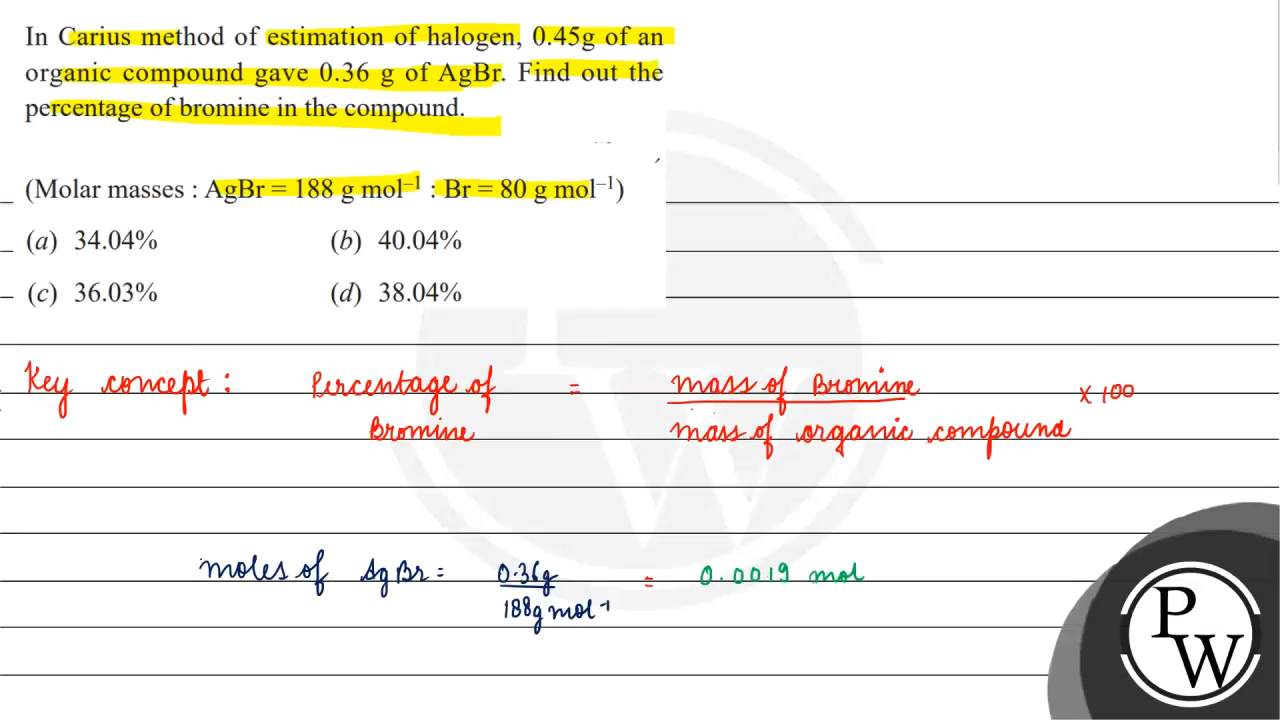 In Carius method of estimation of halogen, 0.45g of an
organic compound gave 0.36 g of AgBr. Find out the
percentage of bromine in the compound.
(Molar masses : AgBr = 188 g mol⁻¹ : Br = 80 g mol⁻¹)
(a) 34.04% (b) 40.04%
(c) 36.03% (d) 38.04%
Key concept : Percentage of = mass of Bromine × 100
Bromine mass of organic compound
moles of AgBr = 0.36g = 0.0019 mol
188g mol⁻¹
P
W